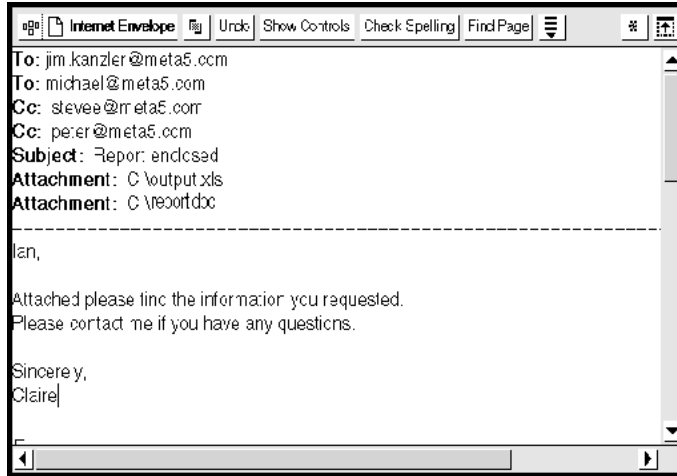 Internet Envelope Undo Show Controls Check Spelling Find Page
To: jim.kanzler@meta5.com
To: michael@meta5.com
Cc: stevee@meta5.com
Cc: peter@meta5.com
Subject: Report enclosed
Attachment: C:\output.xls
Attachment: C:\report.doc
Ian,
Attached please find the information you requested.
Please contact me if you have any questions.
Sincerely,
Claire